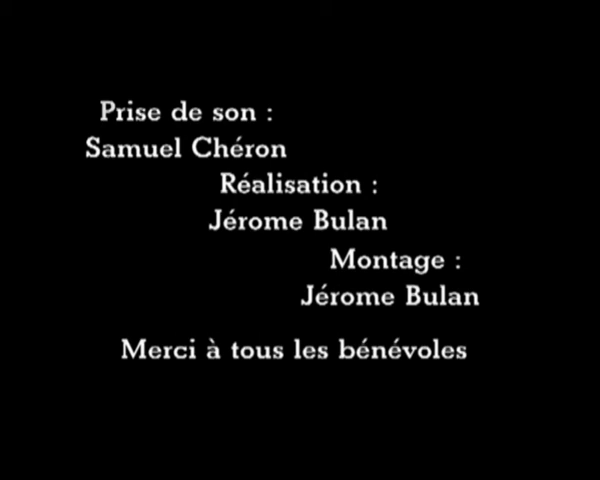 Prise de son :
Samuel Chéron
Réalisation :
Jérome Bulan
Montage :
Jérome Bulan
Merci à tous les bénévoles